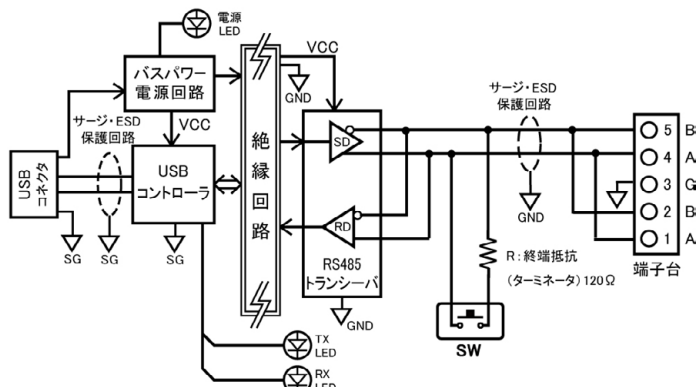 電源
LED
バスパワー
電源回路
サージ・ESD
保護回路
VCC
USB
コネクタ
USB
コントローラ
SG
SG
SG
絶縁回路
VCC
GND
SD
RD
RS485
トランシーバ
GND
TX
LED
RX
LED
サージ・ESD
保護回路
GND
R:終端抵抗
(ターミネータ)120Ω
SW
5 B
4 A
3 G
2 B
1 A
端子台